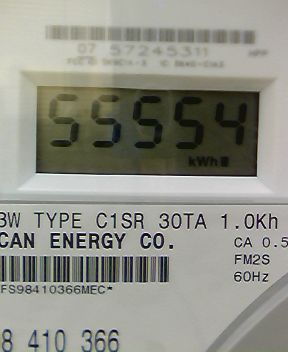 07 57245311
55554
kWh
3W TYPE C1SR 30TA 1.0Kh
CAN ENERGY CO.
CA 0.5
FM2S
60Hz
FS98410366MEC*
8 410 366